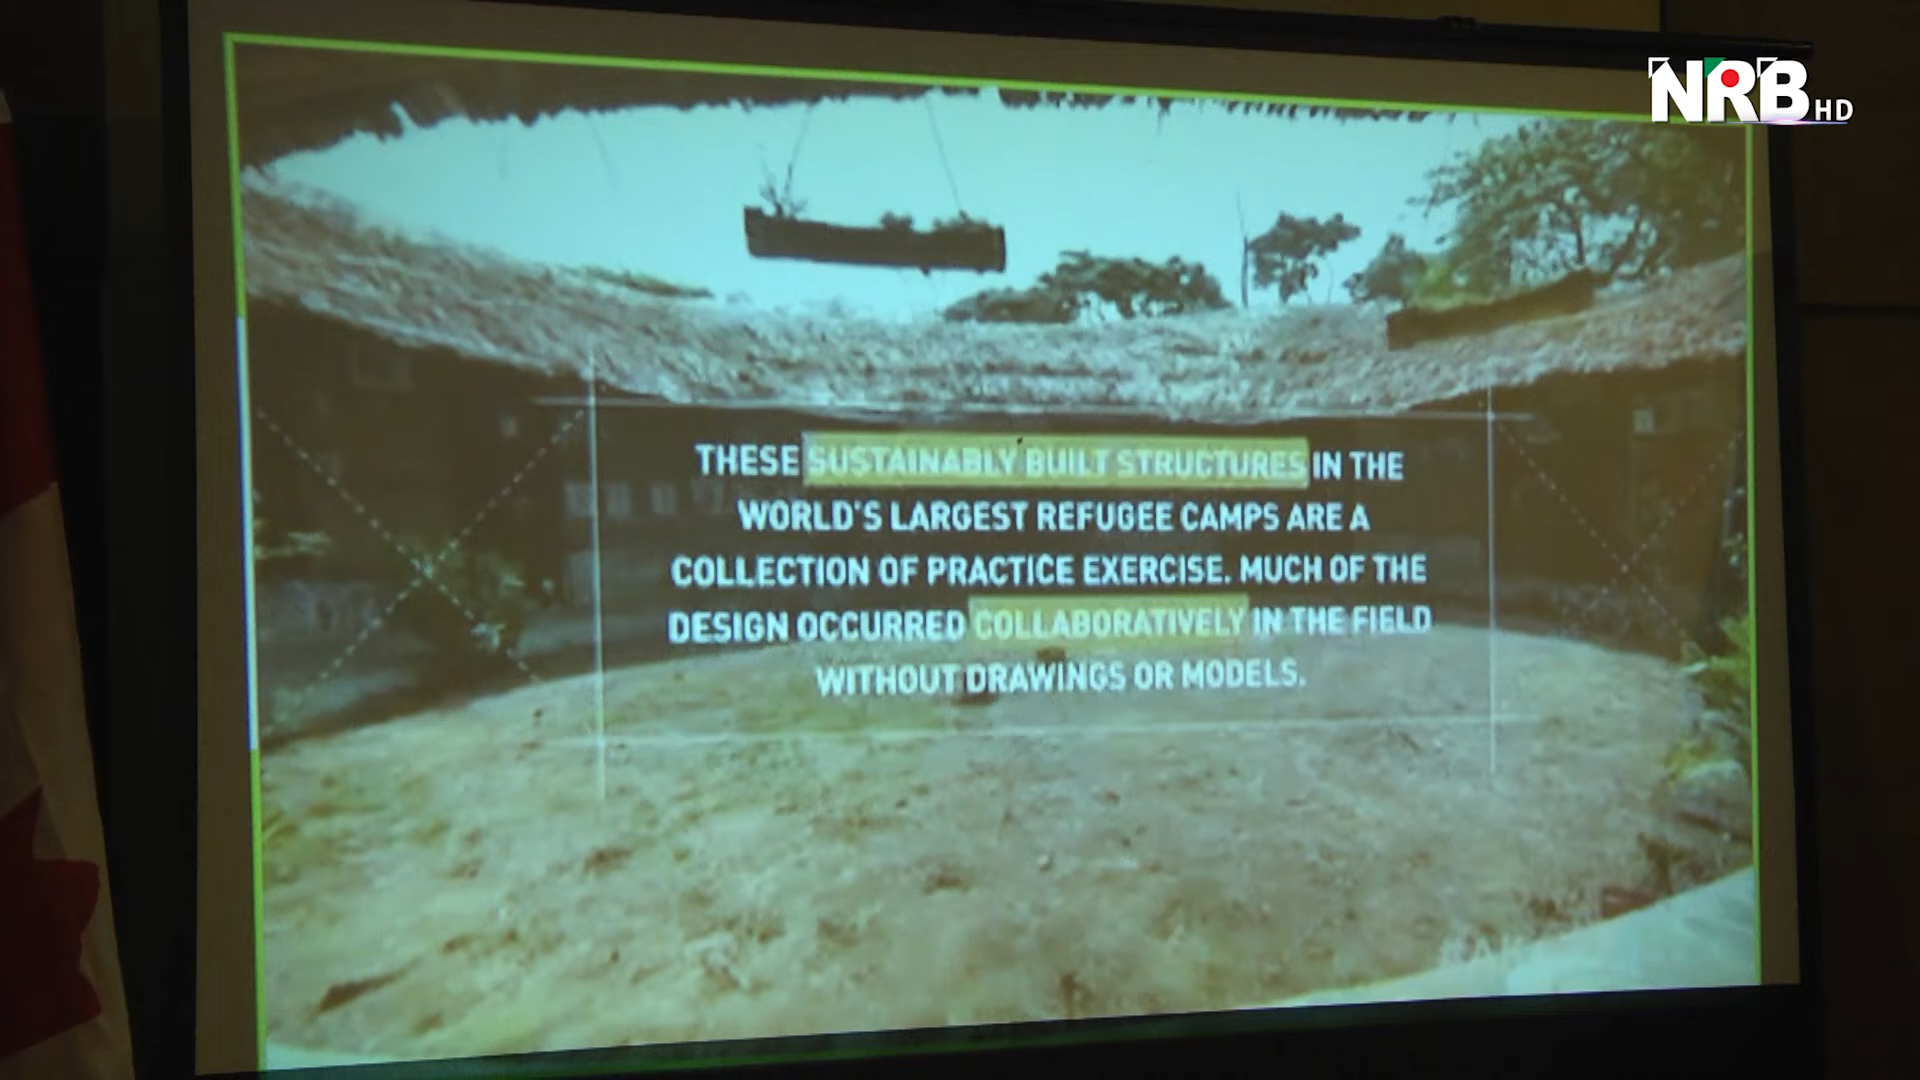 NRB HD
THESE SUSTAINABLY BUILT STRUCTURES IN THE
WORLD'S LARGEST REFUGEE CAMPS ARE A
COLLECTION OF PRACTICE EXERCISE. MUCH OF THE
DESIGN OCCURRED COLLABORATIVELY IN THE FIELD
WITHOUT DRAWINGS OR MODELS.